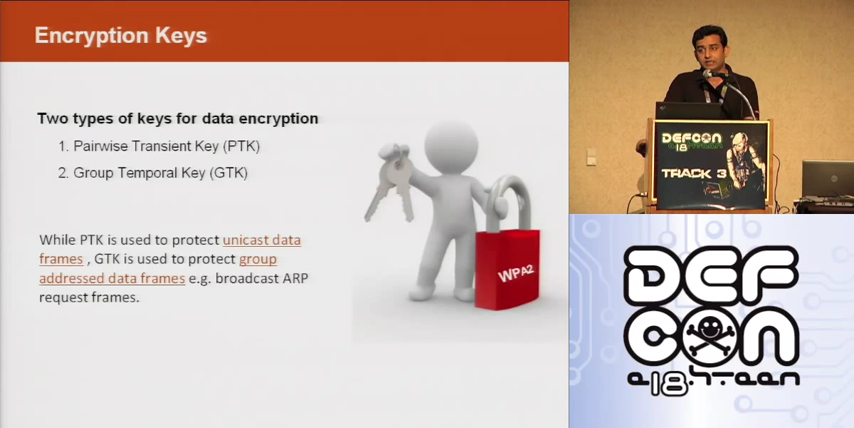 Encryption Keys
Two types of keys for data encryption
1. Pairwise Transient Key (PTK)
2. Group Temporal Key (GTK)
While PTK is used to protect unicast data
frames , GTK is used to protect group
addressed data frames e.g. broadcast ARP
request frames.
WPA2
DEFCON
18
TRACK 3
DEF
CON
e18h-teen